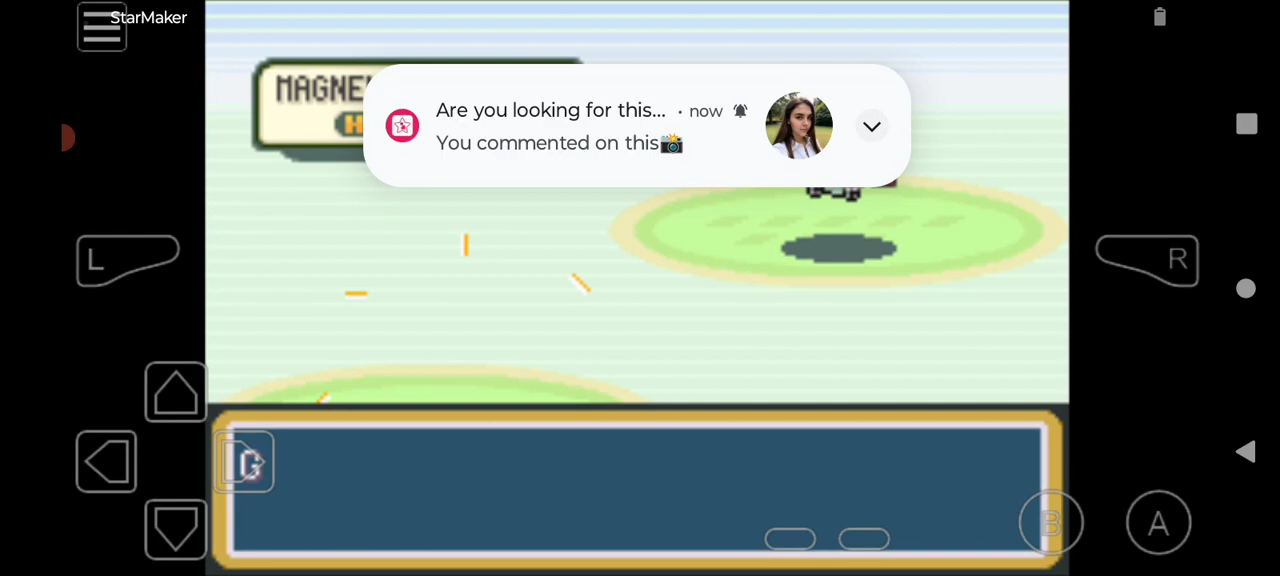 StarMaker
MAGNE
H
Are you looking for this... • now
You commented on this📸
L
R
G
B
A